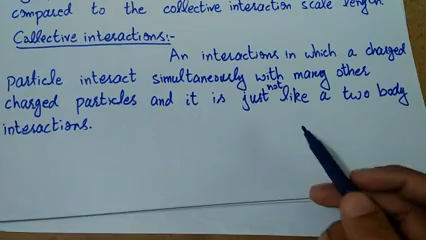 compared to the collective interaction scale length
Collective interactions:-
An interactions in which a charged
particle interact simultaneously with many other
charged particles and it is just not like a two body
interactions.